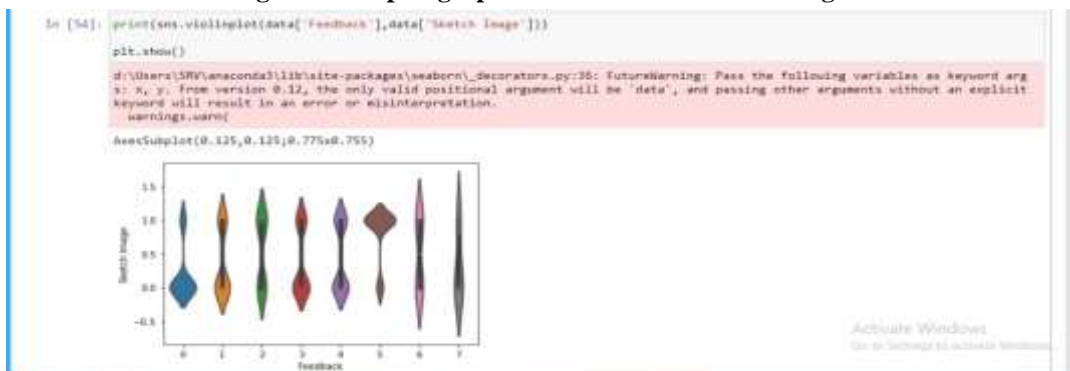 In [54]: print(sns.violinplot(data['Feedback'],data['Sketch Image']))
plt.show()
d:\Users\SMV\anaconda3\lib\site-packages\seaborn\_decorators.py:36: FutureWarning: Pass the following variables as keyword arg
s: x, y. From version 0.12, the only valid positional argument will be `data`, and passing other arguments without an explicit
keyword will result in an error or misinterpretation.
warnings.warn(
AxesSubplot(0.125,0.125;0.775x0.755)
1.5
1.0
0.5
0.0
-0.5
Sketch Image
0 1 2 3 4 5 6 7
Feedback
Activate Windows
Go to Settings to activate Windows.